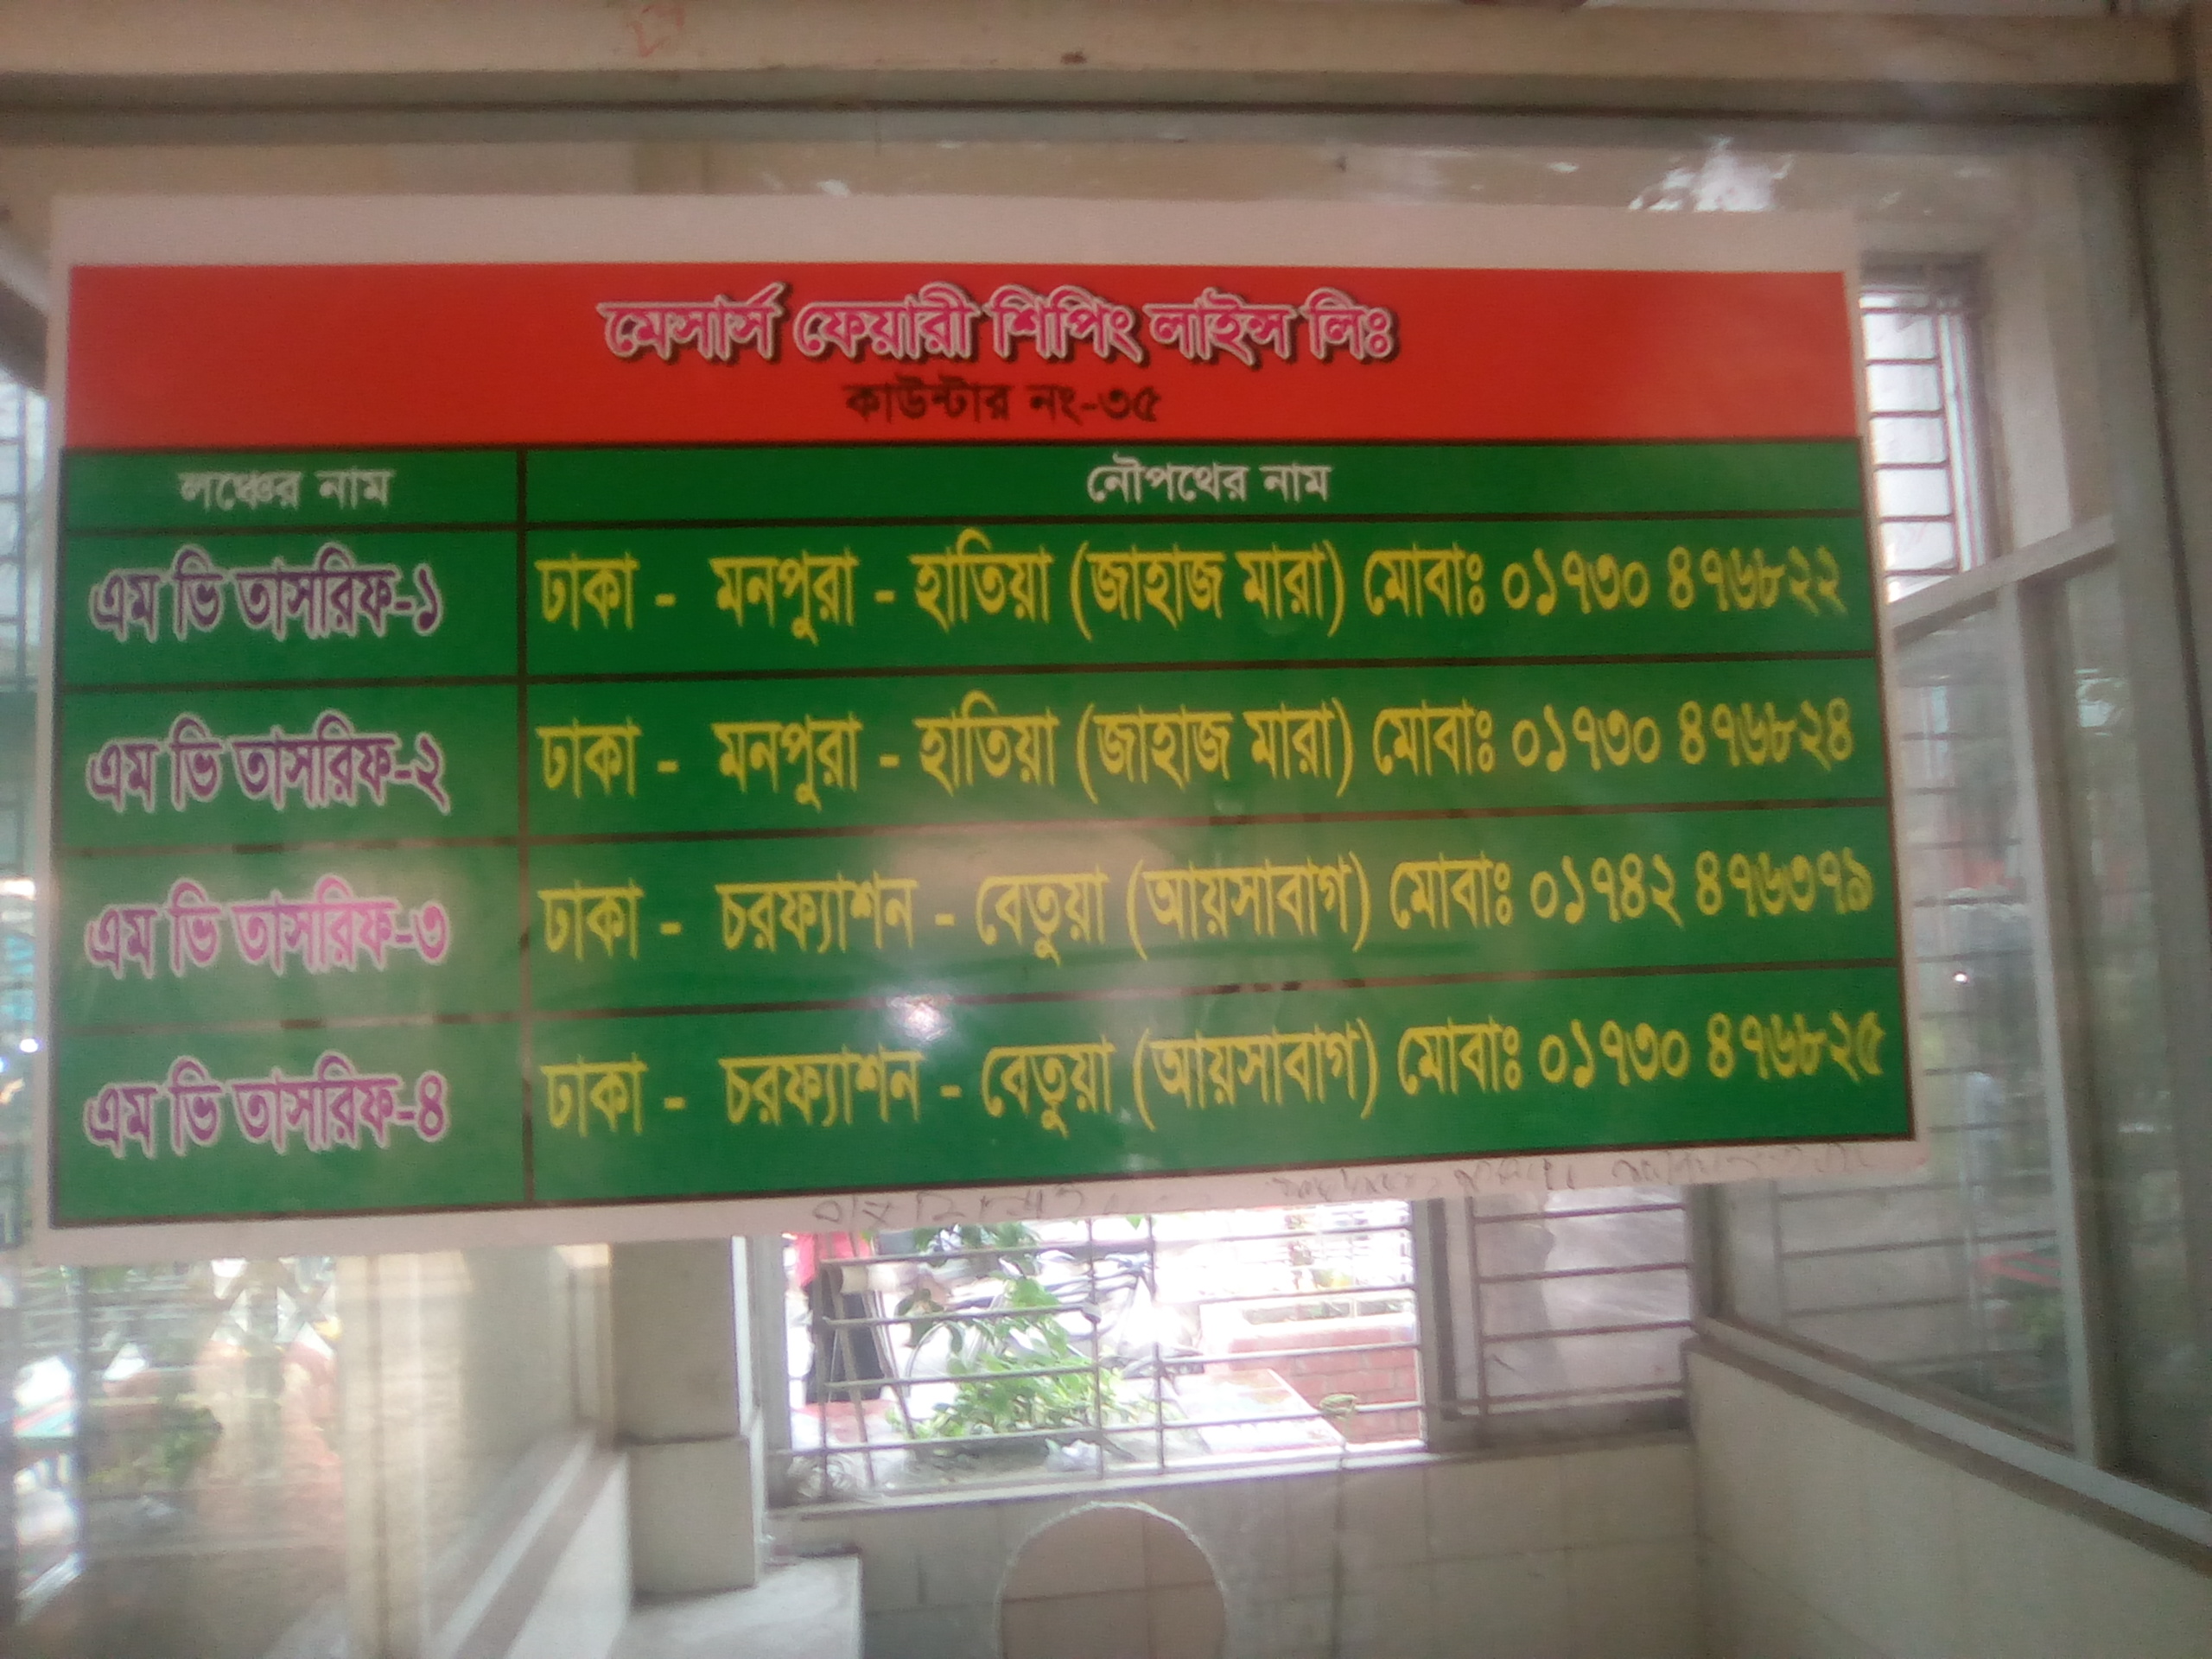 মেসার্স ফেয়ারী শিপিং লাইন্স লিঃ
কাউন্টার নং-৩৫
লঞ্চের নাম নৌপথের নাম
এম ভি তাসরিফ-১ ঢাকা - মনপুরা - হাতিয়া (জাহাজ মারা) মোবাঃ ০১৭৩০ ৪৭৬৮২২
এম ভি তাসরিফ-২ ঢাকা - মনপুরা - হাতিয়া (জাহাজ মারা) মোবাঃ ০১৭৩০ ৪৭৬৮২৪
এম ভি তাসরিফ-৩ ঢাকা - চরফ্যাশন - বেতুয়া (আয়সাবাগ) মোবাঃ ০১৭৪২ ৪৭৬৩৭৯
এম ভি তাসরিফ-৪ ঢাকা - চরফ্যাশন - বেতুয়া (আয়সাবাগ) মোবাঃ ০১৭৩০ ৪৭৬৮২৫